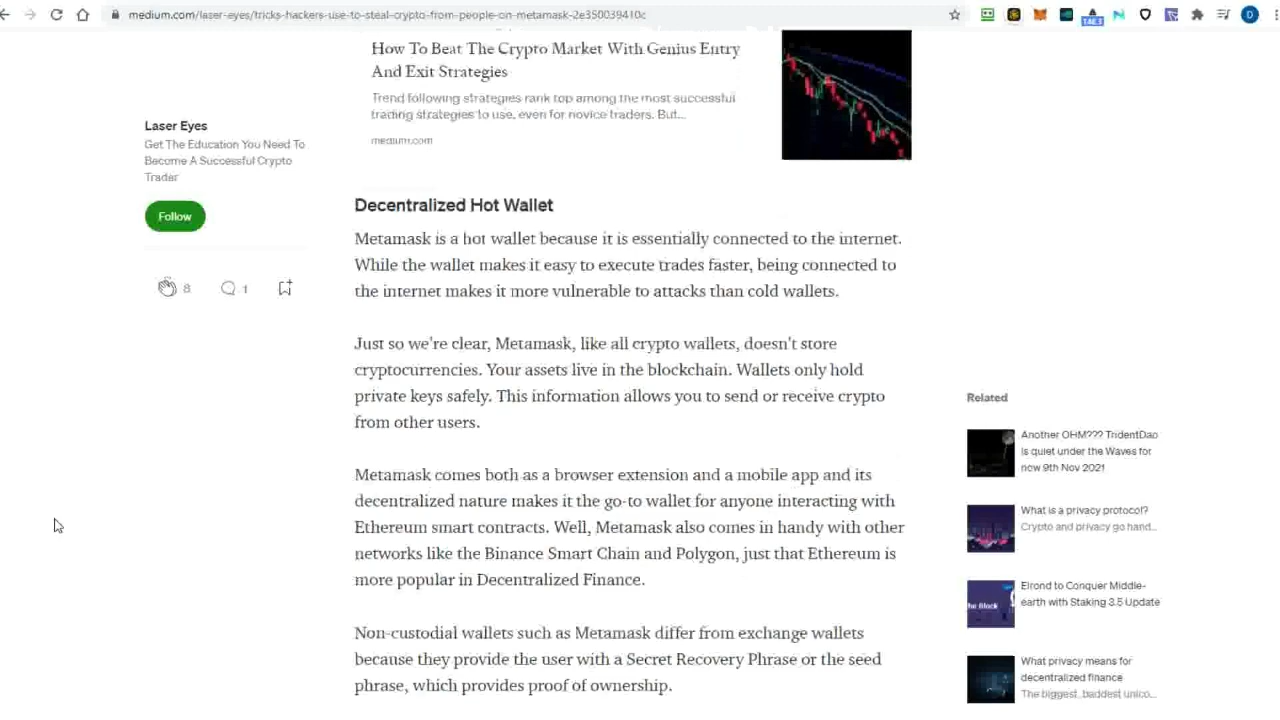 medium.com/laser-eyes/tricks-hackers-use-to-steal-crypto-from-people-on-metamask-2e350039410c
How To Beat The Crypto Market With Genius Entry
And Exit Strategies
Trend following strategies rank top among the most successful
trading strategies to use, even for novice traders. But...
medium.com
Laser Eyes
Get The Education You Need To
Become A Successful Crypto
Trader
Follow
8
1
Decentralized Hot Wallet
Metamask is a hot wallet because it is essentially connected to the internet.
While the wallet makes it easy to execute trades faster, being connected to
the internet makes it more vulnerable to attacks than cold wallets.
Just so we're clear, Metamask, like all crypto wallets, doesn't store
cryptocurrencies. Your assets live in the blockchain. Wallets only hold
private keys safely. This information allows you to send or receive crypto
from other users.
Metamask comes both as a browser extension and a mobile app and its
decentralized nature makes it the go-to wallet for anyone interacting with
Ethereum smart contracts. Well, Metamask also comes in handy with other
networks like the Binance Smart Chain and Polygon, just that Ethereum is
more popular in Decentralized Finance.
Non-custodial wallets such as Metamask differ from exchange wallets
because they provide the user with a Secret Recovery Phrase or the seed
phrase, which provides proof of ownership.
Related
Another OHM??? TridentDao
is quiet under the Waves for
now 9th Nov 2021
What is a privacy protocol?
Crypto and privacy go hand...
Elrond to Conquer Middle-
earth with Staking 3.5 Update
he Block
What privacy means for
decentralized finance
The biggest, baddest unico...
D